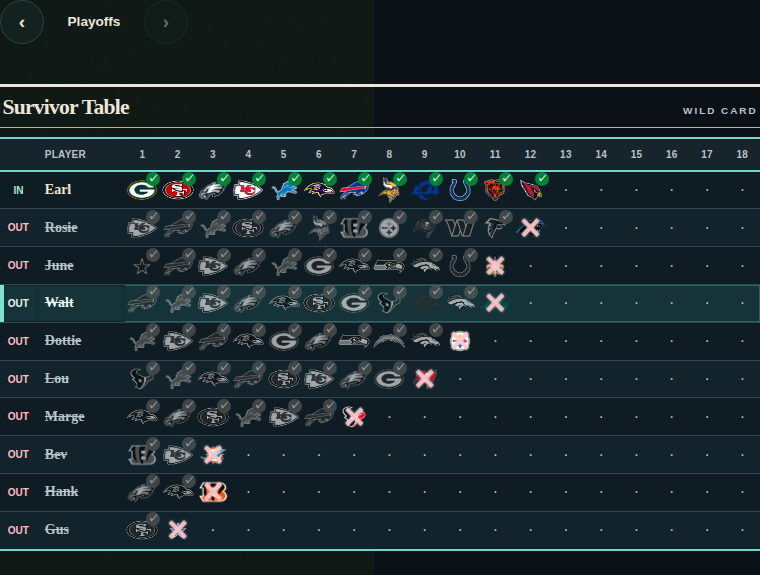 Playoffs
Survivor Table
WILD CARD
PLAYER 1 2 3 4 5 6 7 8 9 10 11 12 13 14 15 16 17 18
IN Earl
OUT Rosie
OUT June
OUT Walt
OUT Dottie
OUT Lou
OUT Marge
OUT Bev
OUT Hank
OUT Gus